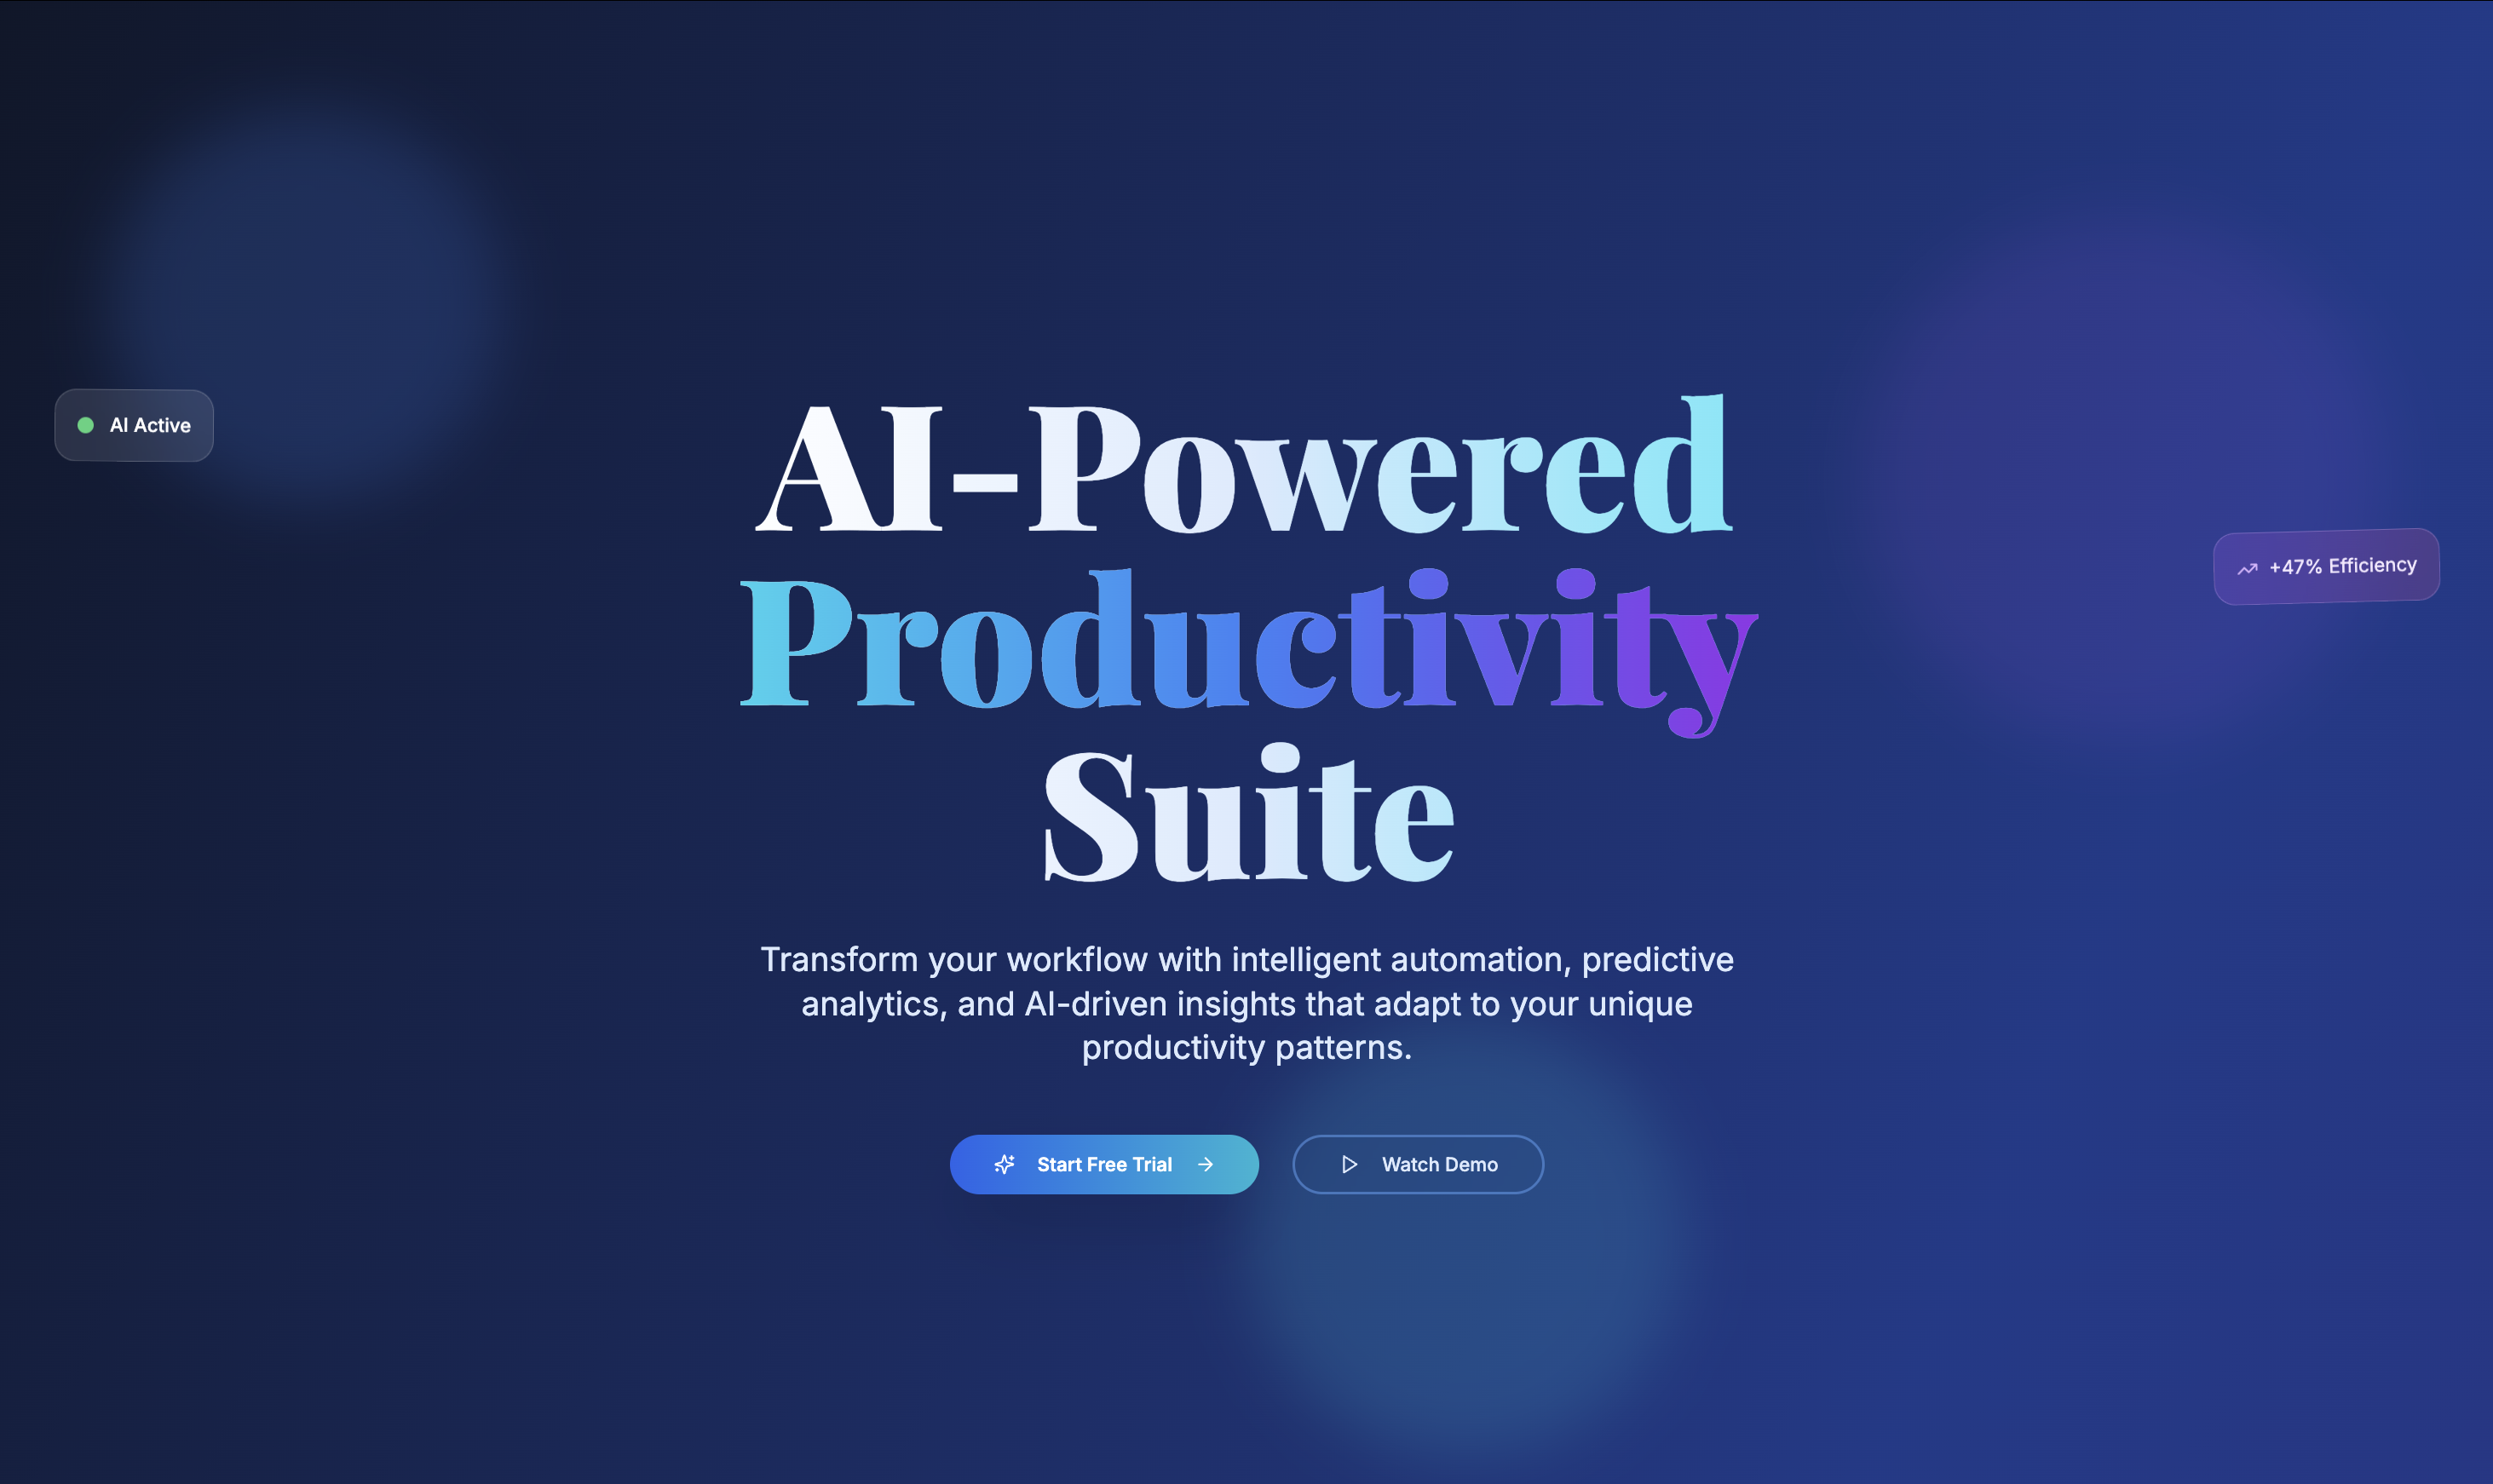 AI Active
AI-Powered
Productivity
Suite
+47% Efficiency
Transform your workflow with intelligent automation, predictive
analytics, and AI-driven insights that adapt to your unique
productivity patterns.
Start Free Trial
Watch Demo